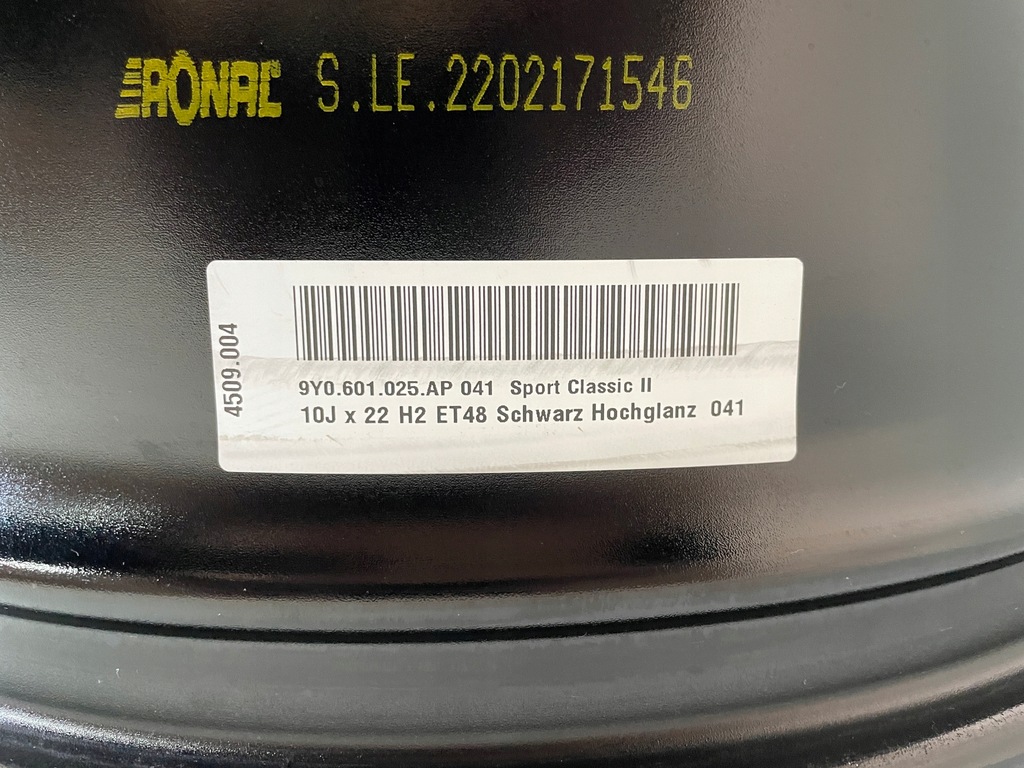 RONAL S.LE.2202171546
4509.004
9Y0.601.025.AP 041 Sport Classic II
10J x 22 H2 ET48 Schwarz Hochglanz 041